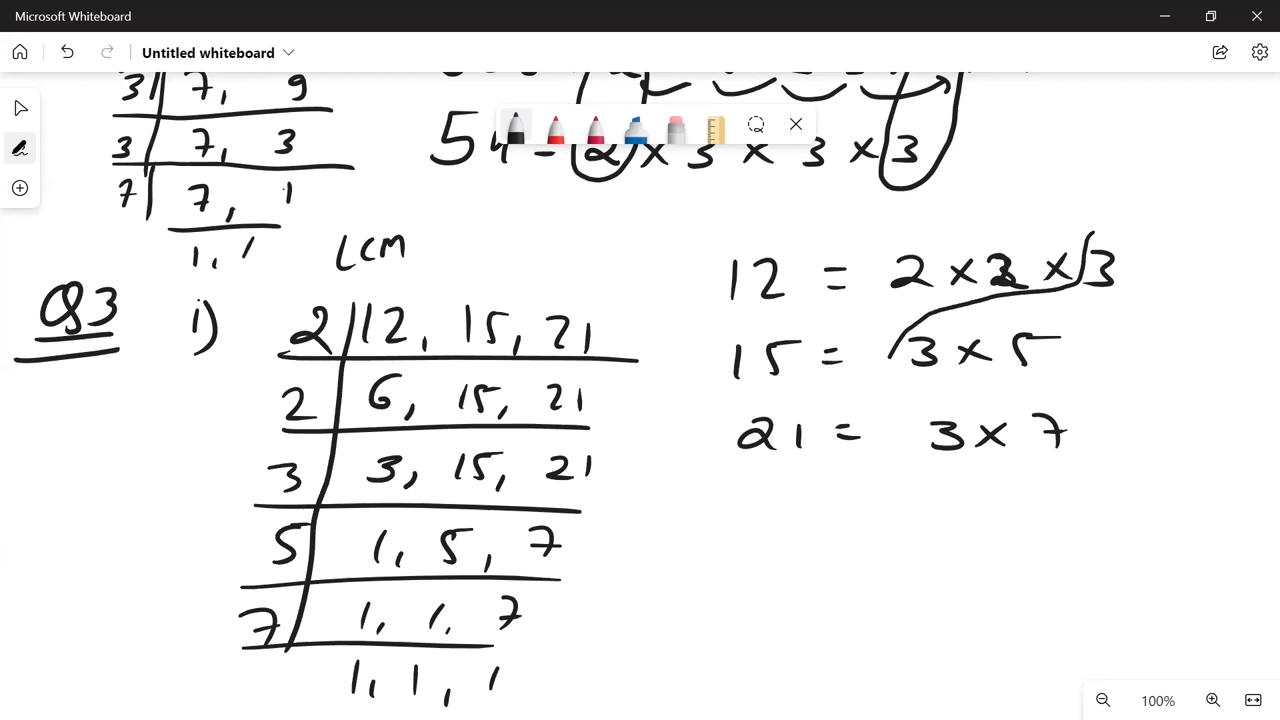 Microsoft Whiteboard
Untitled whiteboard
3 | 7, 9
3 | 7, 3
7 | 7, 1
1, 1
54 = 2 × 3 × 3 × 3
LCM
Q3 i)
2 | 12, 15, 21
2 | 6, 15, 21
3 | 3, 15, 21
5 | 1, 5, 7
7 | 1, 1, 7
1, 1, 1
12 = 2 × 2 × 3
15 = 3 × 5
21 = 3 × 7
100%